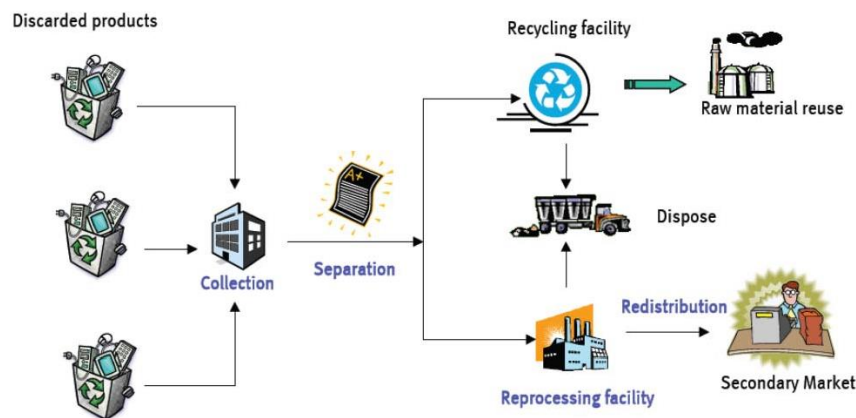 Discarded products
Recycling facility
Raw material reuse
A+
Dispose
Collection
Separation
Redistribution
Reprocessing facility
Secondary Market